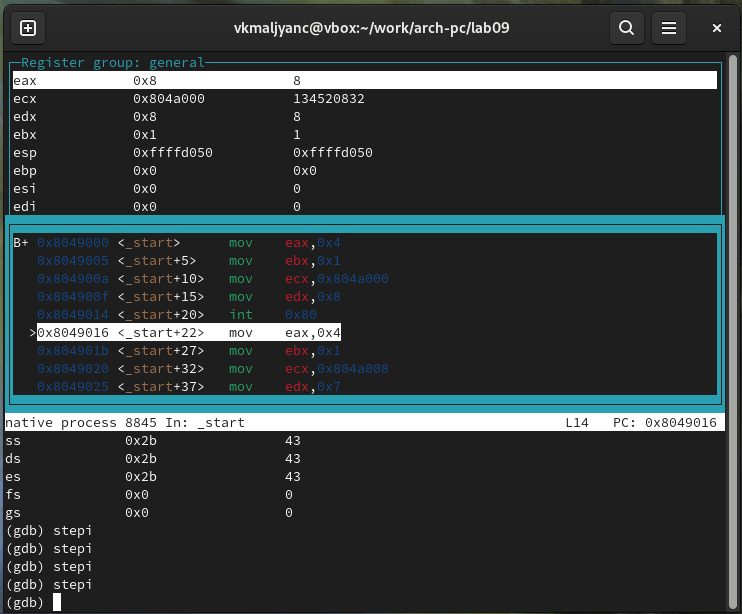 vkmaljyanc@vbox:~/work/arch-pc/lab09
Register group: general
eax 0x8 8
ecx 0x804a000 134520832
edx 0x8 8
ebx 0x1 1
esp 0xffffd050 0xffffd050
ebp 0x0 0x0
esi 0x0 0
edi 0x0 0
B+ 0x8049000 <_start> mov eax,0x4
0x8049005 <_start+5> mov ebx,0x1
0x804900a <_start+10> mov ecx,0x804a000
0x804900f <_start+15> mov edx,0x8
0x8049014 <_start+20> int 0x80
>0x8049016 <_start+22> mov eax,0x4
0x804901b <_start+27> mov ebx,0x1
0x8049020 <_start+32> mov ecx,0x804a008
0x8049025 <_start+37> mov edx,0x7
native process 8845 In: _start L14 PC: 0x8049016
ss 0x2b 43
ds 0x2b 43
es 0x2b 43
fs 0x0 0
gs 0x0 0
(gdb) stepi
(gdb) stepi
(gdb) stepi
(gdb) stepi
(gdb)